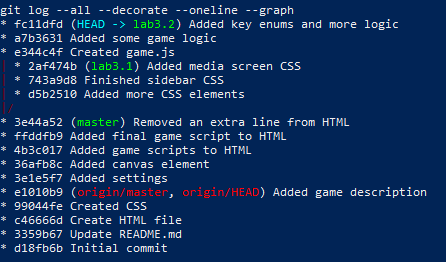 git log --all --decorate --oneline --graph
* fc11dfd (HEAD -> lab3.2) Added key enums and more logic
* a7b3631 Added some game logic
* e344c4f Created game.js
| * 2af474b (lab3.1) Added media screen CSS
| * 743a9d8 Finished sidebar CSS
| * d5b2510 Added more CSS elements
|/
* 3e44a52 (master) Removed an extra line from HTML
* ffddfb9 Added final game script to HTML
* 4b3c017 Added game scripts to HTML
* 36afb8c Added canvas element
* 3e1e5f7 Added settings
* e1010b9 (origin/master, origin/HEAD) Added game description
* 99044fe Created CSS
* c46666d Create HTML file
* 3359b67 Update README.md
* d18fb6b Initial commit